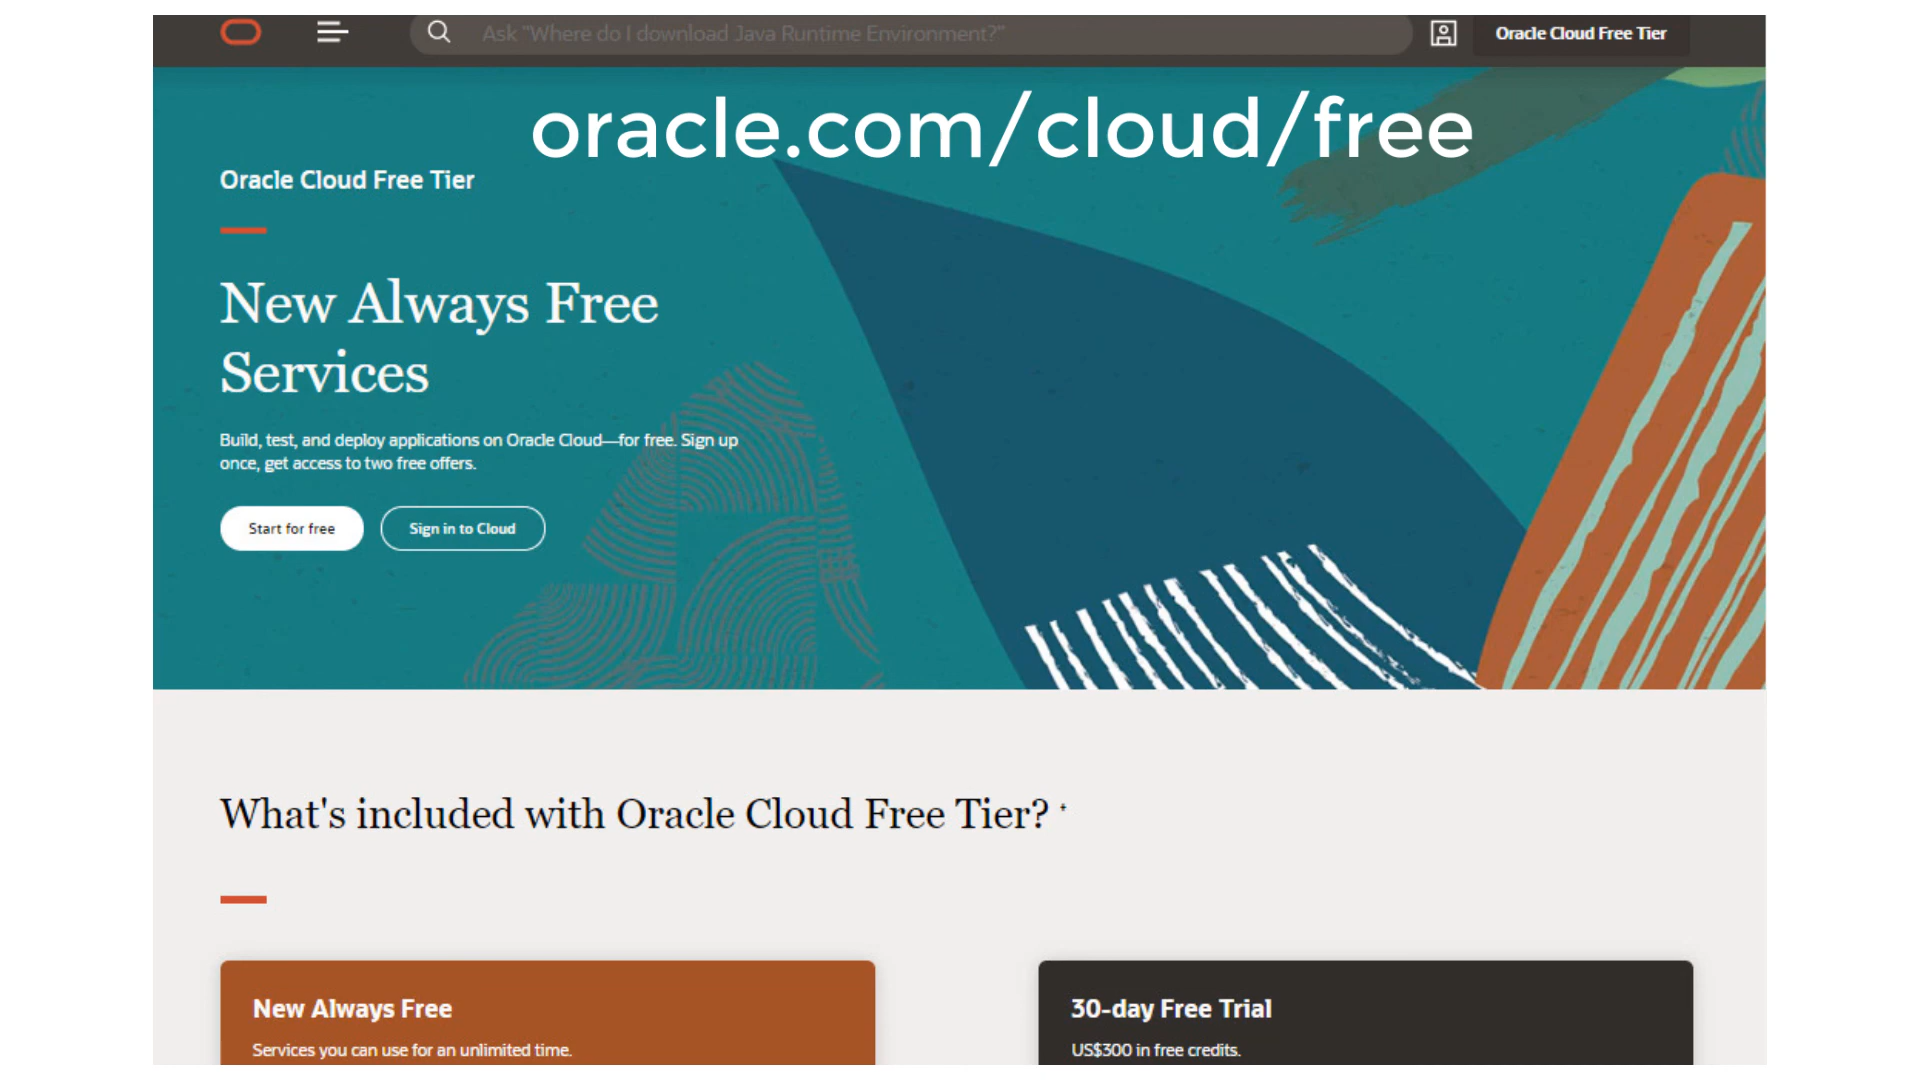 Ask "Where do I download Java Runtime Environment?"
Oracle Cloud Free Tier
oracle.com/cloud/free
Oracle Cloud Free Tier
New Always Free
Services
Build, test, and deploy applications on Oracle Cloud—for free. Sign up
once, get access to two free offers.
Start for free
Sign in to Cloud
What's included with Oracle Cloud Free Tier? +
New Always Free
Services you can use for an unlimited time.
30-day Free Trial
US$300 in free credits.